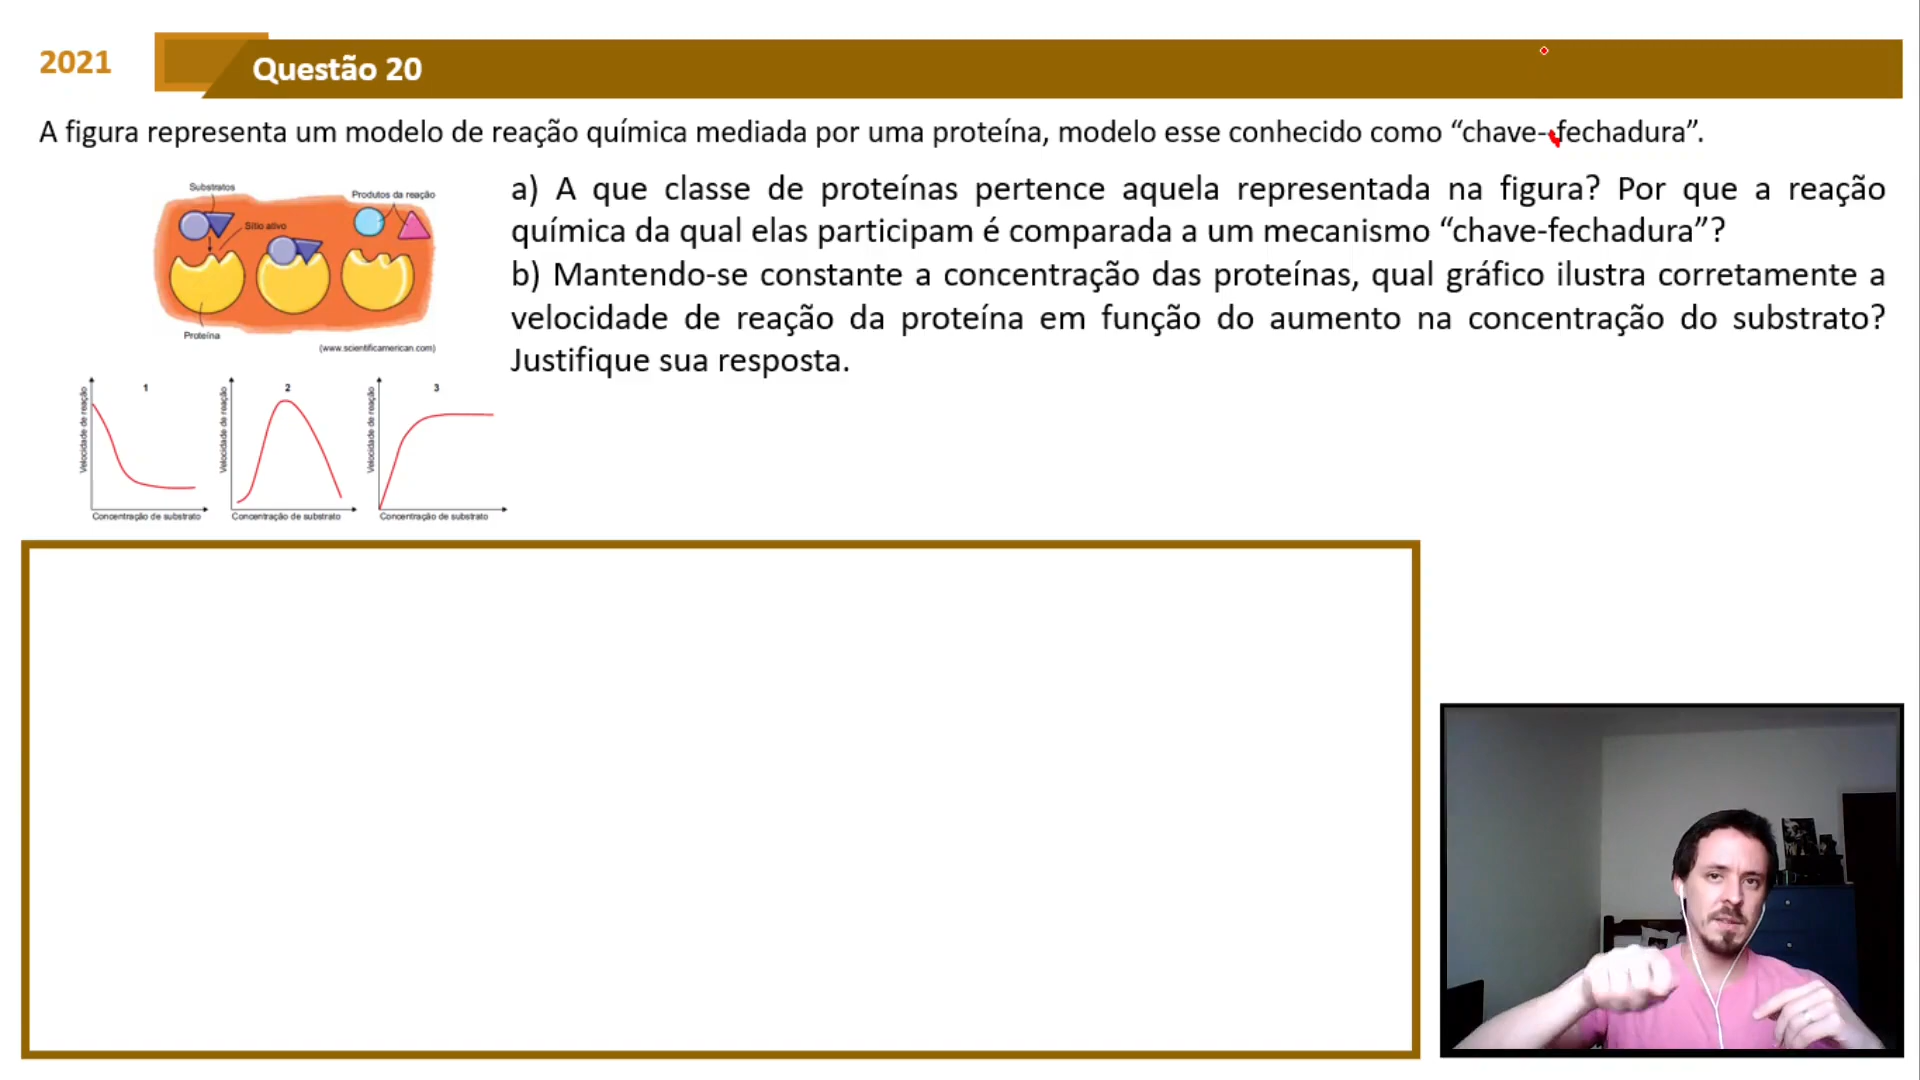 2021
Questão 20
A figura representa um modelo de reação química mediada por uma proteína, modelo esse conhecido como “chave-fechadura”.
Substratos
Produtos da reação
Sítio ativo
Proteína
(www.scientificamerican.com)
a) A que classe de proteínas pertence aquela representada na figura? Por que a reação
química da qual elas participam é comparada a um mecanismo “chave-fechadura”?
b) Mantendo-se constante a concentração das proteínas, qual gráfico ilustra corretamente a
velocidade de reação da proteína em função do aumento na concentração do substrato?
Justifique sua resposta.
1
Velocidade de reação
Concentração de substrato
2
Velocidade de reação
Concentração de substrato
3
Velocidade de reação
Concentração de substrato